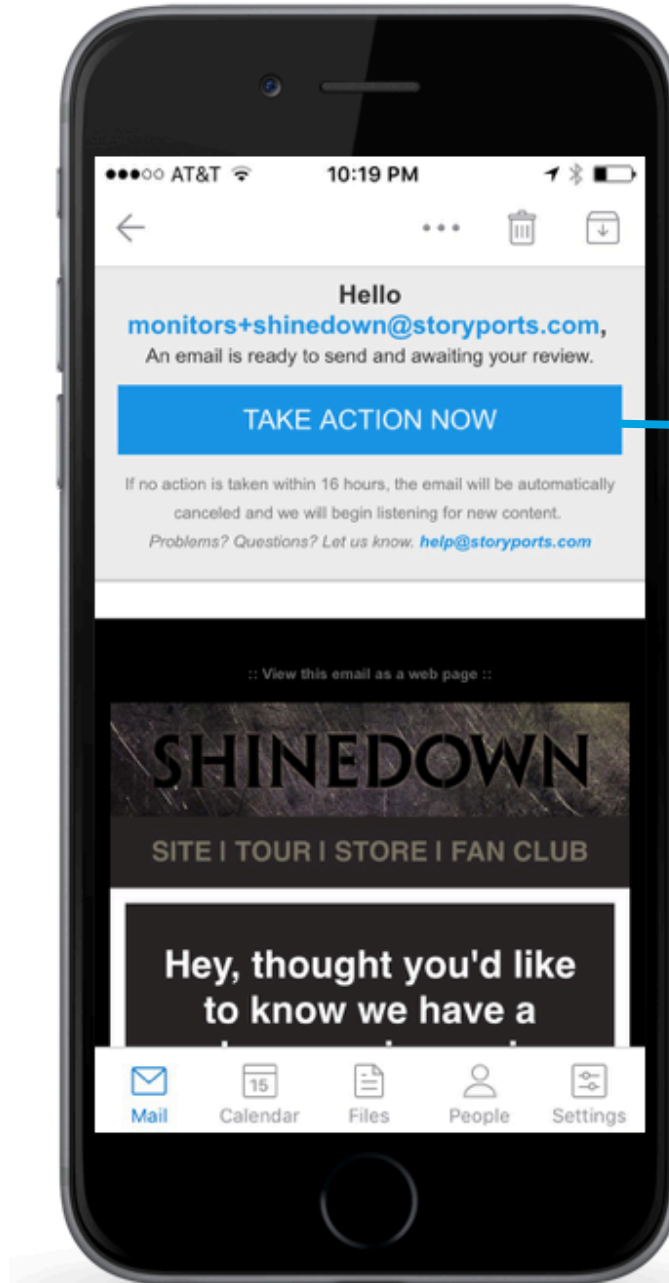 AT&T 10:19 PM
Hello
monitors+shinedown@storyports.com,
An email is ready to send and awaiting your review.
TAKE ACTION NOW
If no action is taken within 16 hours, the email will be automatically
canceled and we will begin listening for new content.
Problems? Questions? Let us know. help@storyports.com
:: View this email as a web page ::
SHINEDOWN
SITE | TOUR | STORE | FAN CLUB
Hey, thought you'd like
to know we have a
15
Mail Calendar Files People Settings